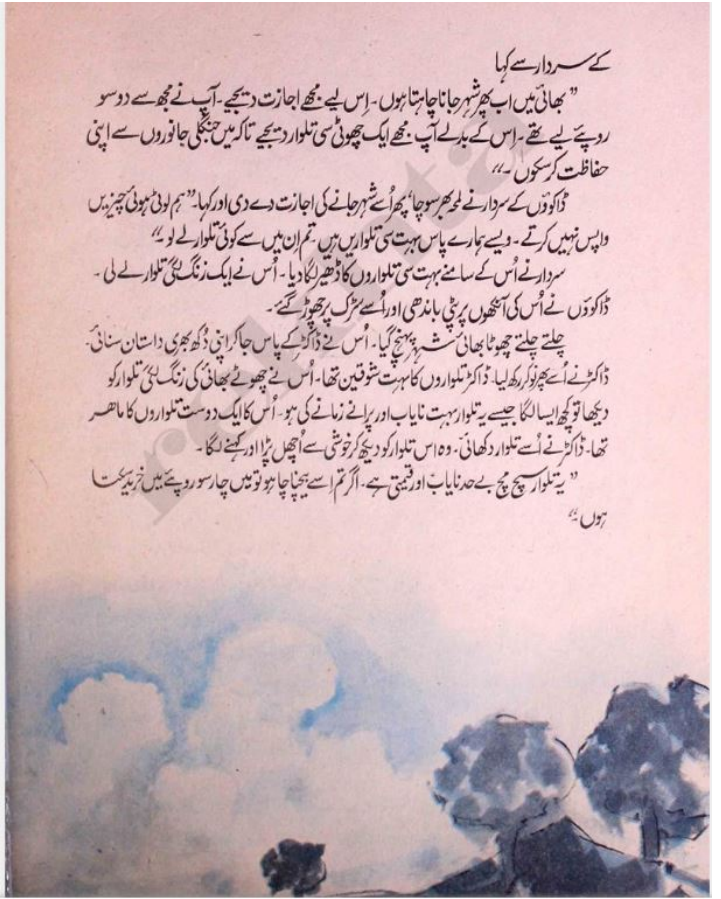 کے سردار سے کہا
” بھائی میں اب پھر شہر جانا چاہتا ہوں۔ اِس لیے مجھے اجازت دیجیے۔ آپ نے مجھ سے دو سو
روپئے لیے تھے۔ اِس کے بدلے آپ مجھے ایک چھوٹی سی تلوار دیجیے تاکہ میں جنگلی جانوروں سے اپنی
حفاظت کر سکوں۔“
ڈاکوؤں کے سردار نے لمحہ بھر سوچا، پھر اُسے شہر جانے کی اجازت دے دی اور کہا۔ ”ہم لوٹی ہوئی چیزیں
واپس نہیں کرتے۔ ویسے ہمارے پاس بہت سی تلواریں ہیں۔ تم اِن میں سے کوئی تلوار لے لو۔“
سردار نے اُس کے سامنے بہت سی تلواروں کا ڈھیر لگا دیا۔ اُس نے ایک زنگ لگی تلوار لے لی۔
ڈاکوؤں نے اُس کی آنکھوں پر پٹی باندھی اور اُسے سڑک پر چھوڑ گئے۔
چلتے چلتے چھوٹا بھائی شہر پہنچ گیا۔ اُس نے ڈاکٹر کے پاس جا کر اپنی دُکھ بھری داستان سنائی۔
ڈاکٹر نے اُسے پھر نوکر رکھ لیا۔ ڈاکٹر تلواروں کا بہت شوقین تھا۔ اُس نے چھوٹے بھائی کی زنگ لگی تلوار کو
دیکھا تو کچھ ایسا لگا جیسے یہ تلوار بہت نایاب اور پرانے زمانے کی ہو۔ اُس کا ایک دوست تلواروں کا ماہر
تھا۔ ڈاکٹر نے اُسے تلوار دکھائی۔ وہ اس تلوار کو دیکھ کر خوشی سے اُچھل پڑا اور کہنے لگا۔
” یہ تلوار سچ مچ بے حد نایاب اور قیمتی ہے۔ اگر تم اِسے بیچنا چاہو تو میں چار سو روپئے میں خرید سکتا
ہوں۔“